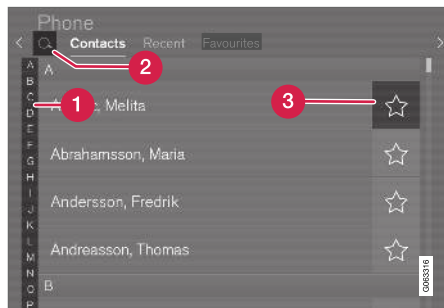 Phone
Contacts Recent Favourites
2
A
A
B
C
D
E
F
G
H
I
J
K
L
M
N
O
P
1
Melita
3
Abrahamsson, Maria
Andersson, Fredrik
Andreasson, Thomas
B
G063316